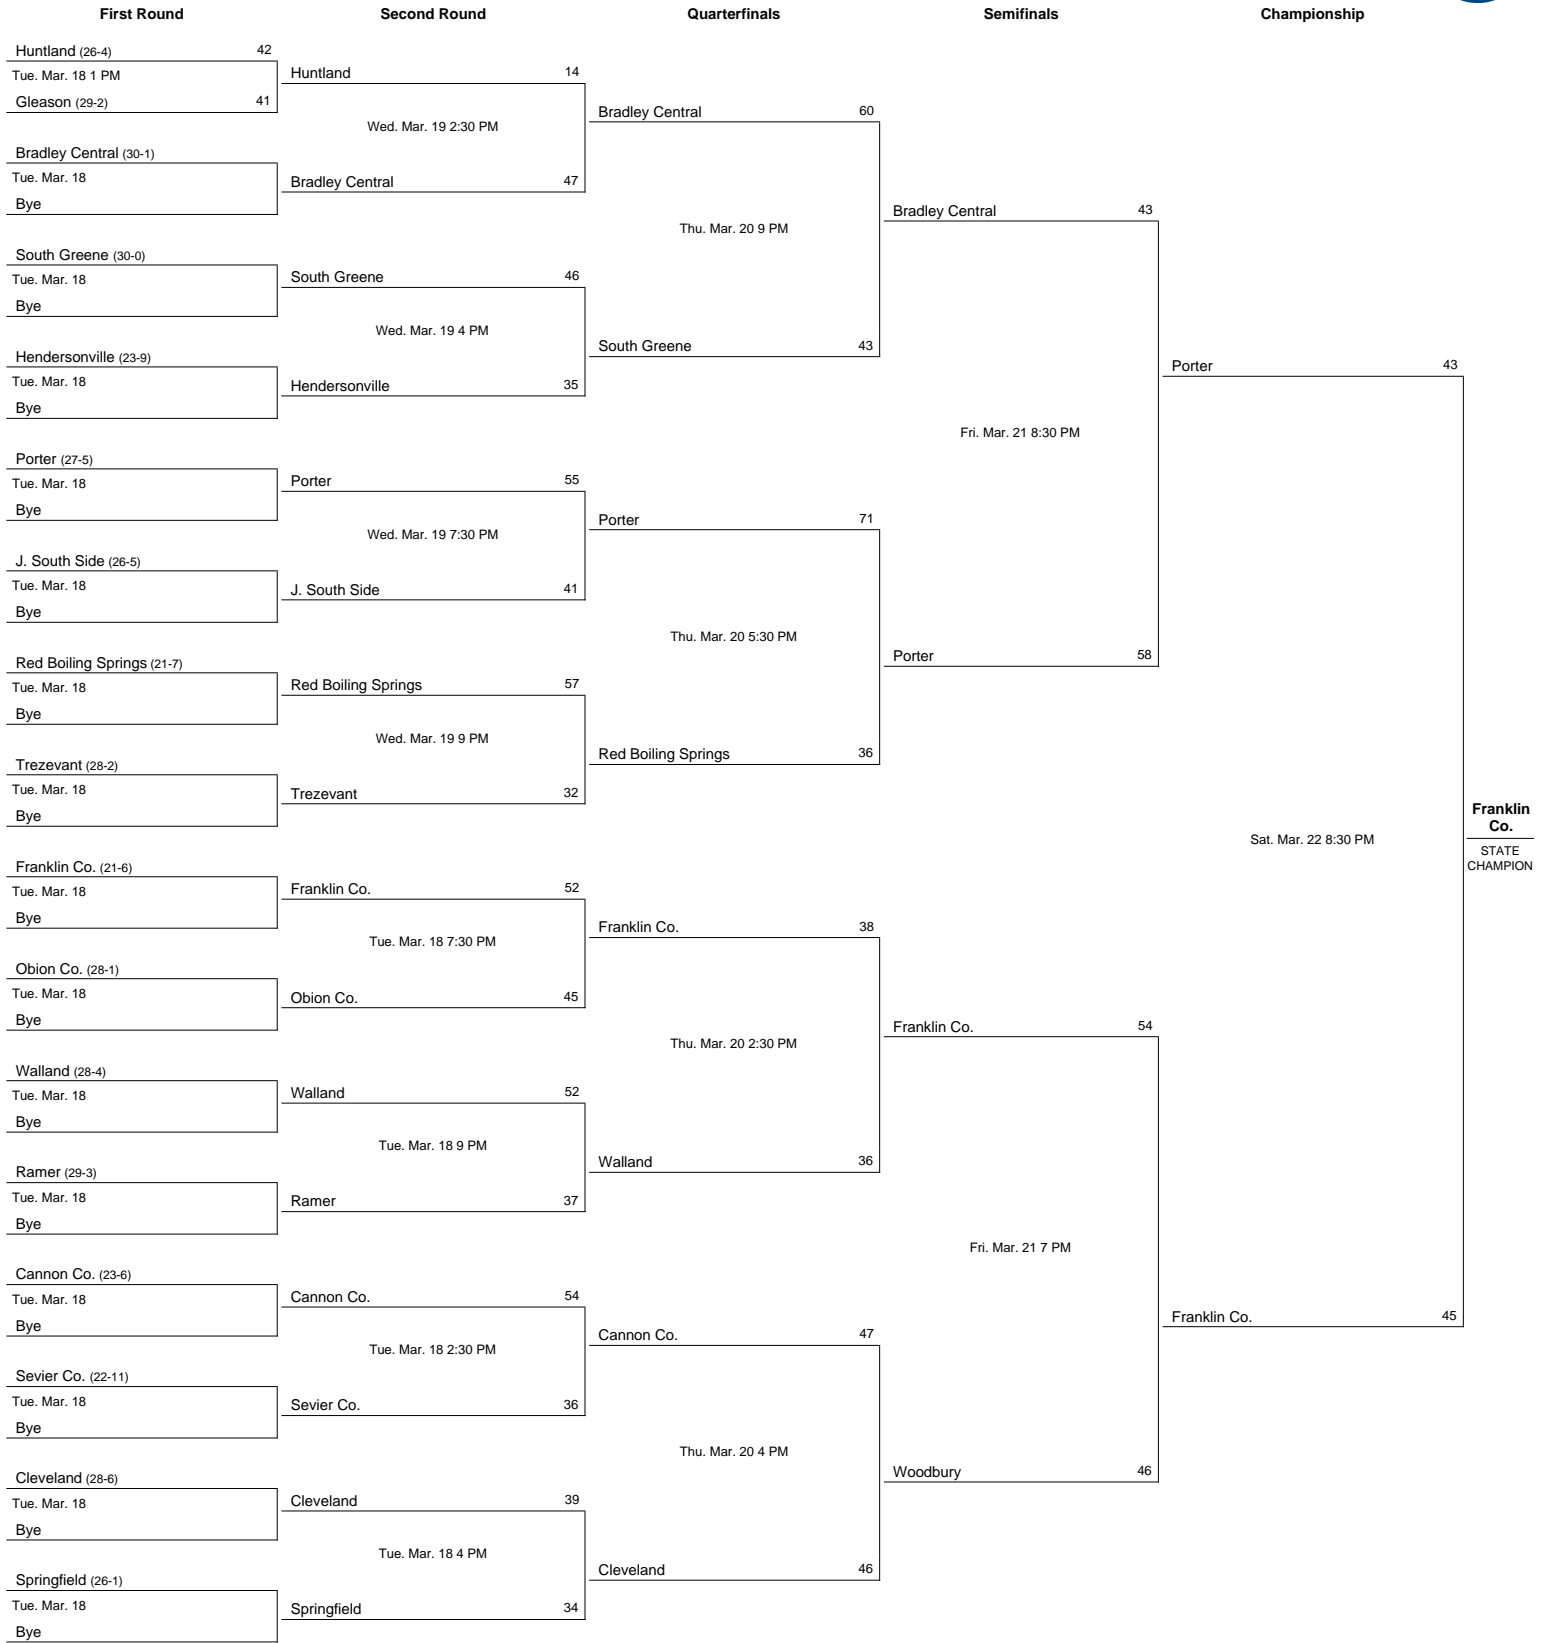 First Round
Second Round
Quarterfinals
Semifinals
Championship
Huntland (26-4) 42
Tue. Mar. 18 1 PM
Gleason (29-2) 41
Bradley Central (30-1)
Tue. Mar. 18
Bye
South Greene (30-0)
Tue. Mar. 18
Bye
Hendersonville (23-9)
Tue. Mar. 18
Bye
Porter (27-5)
Tue. Mar. 18
Bye
J. South Side (26-5)
Tue. Mar. 18
Bye
Red Boiling Springs (21-7)
Tue. Mar. 18
Bye
Trezevant (28-2)
Tue. Mar. 18
Bye
Franklin Co. (21-6)
Tue. Mar. 18
Bye
Obion Co. (28-1)
Tue. Mar. 18
Bye
Walland (28-4)
Tue. Mar. 18
Bye
Ramer (29-3)
Tue. Mar. 18
Bye
Cannon Co. (23-6)
Tue. Mar. 18
Bye
Sevier Co. (22-11)
Tue. Mar. 18
Bye
Cleveland (28-6)
Tue. Mar. 18
Bye
Springfield (26-1)
Tue. Mar. 18
Bye
Huntland 14
Wed. Mar. 19 2:30 PM
Bradley Central 47
South Greene 46
Wed. Mar. 19 4 PM
Hendersonville 35
Porter 55
Wed. Mar. 19 7:30 PM
J. South Side 41
Red Boiling Springs 57
Wed. Mar. 19 9 PM
Trezevant 32
Franklin Co. 52
Tue. Mar. 18 7:30 PM
Obion Co. 45
Walland 52
Tue. Mar. 18 9 PM
Ramer 37
Cannon Co. 54
Tue. Mar. 18 2:30 PM
Sevier Co. 36
Cleveland 39
Tue. Mar. 18 4 PM
Springfield 34
Bradley Central 60
Thu. Mar. 20 9 PM
South Greene 43
Porter 71
Thu. Mar. 20 5:30 PM
Red Boiling Springs 36
Franklin Co. 38
Thu. Mar. 20 2:30 PM
Walland 36
Cannon Co. 47
Thu. Mar. 20 4 PM
Cleveland 46
Bradley Central 43
Fri. Mar. 21 8:30 PM
Porter 58
Franklin Co. 54
Fri. Mar. 21 7 PM
Woodbury 46
Porter 43
Sat. Mar. 22 8:30 PM
Franklin Co. 45
Franklin
Co.
STATE
CHAMPION